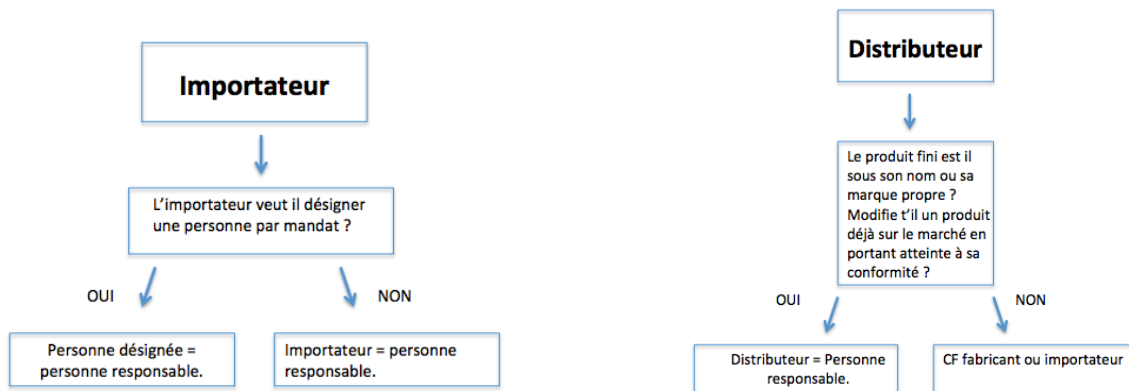 Importateur
L’importateur veut il désigner
une personne par mandat ?
OUI
NON
Personne désignée =
personne responsable.
Importateur = personne
responsable.
Distributeur
Le produit fini est il
sous son nom ou sa
marque propre ?
Modifie t’il un produit
déjà sur le marché en
portant atteinte à sa
conformité ?
OUI
NON
Distributeur = Personne
responsable.
CF fabricant ou importateur